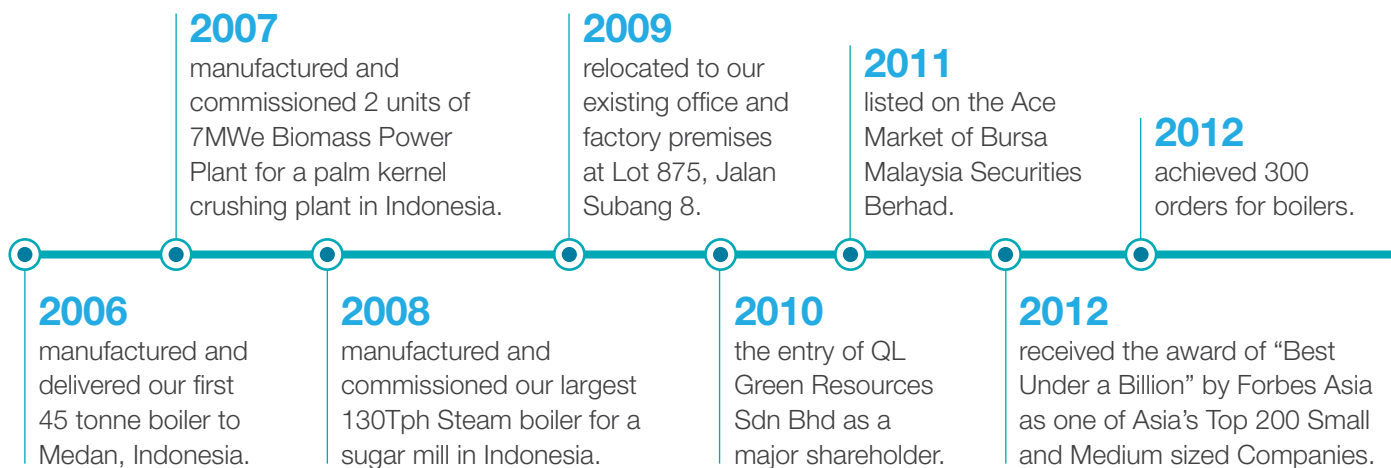 2007
manufactured and
commissioned 2 units of
7MWe Biomass Power
Plant for a palm kernel
crushing plant in Indonesia.
2009
relocated to our
existing office and
factory premises
at Lot 875, Jalan
Subang 8.
2011
listed on the Ace
Market of Bursa
Malaysia Securities
Berhad.
2012
achieved 300
orders for boilers.
2006
manufactured and
delivered our first
45 tonne boiler to
Medan, Indonesia.
2008
manufactured and
commissioned our largest
130Tph Steam boiler for a
sugar mill in Indonesia.
2010
the entry of QL
Green Resources
Sdn Bhd as a
major shareholder.
2012
received the award of “Best
Under a Billion” by Forbes Asia
as one of Asia’s Top 200 Small
and Medium sized Companies.